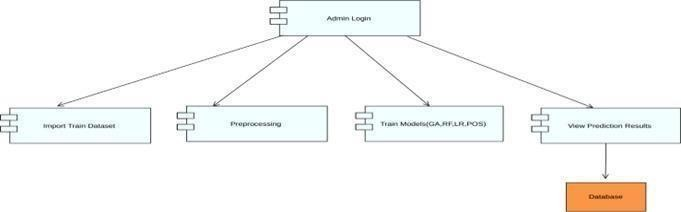 Admin Login
Import Train Dataset
Preprocessing
Train Models(GA,RF,LR,POS)
View Prediction Results
Database